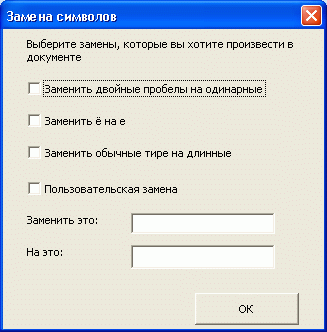 Замена символов
Выберите замены, которые вы хотите произвести в
документе
Заменить двойные пробелы на одинарные
Заменить ё на е
Заменить обычные тире на длинные
Пользовательская замена
Заменить это:
На это:
ОК